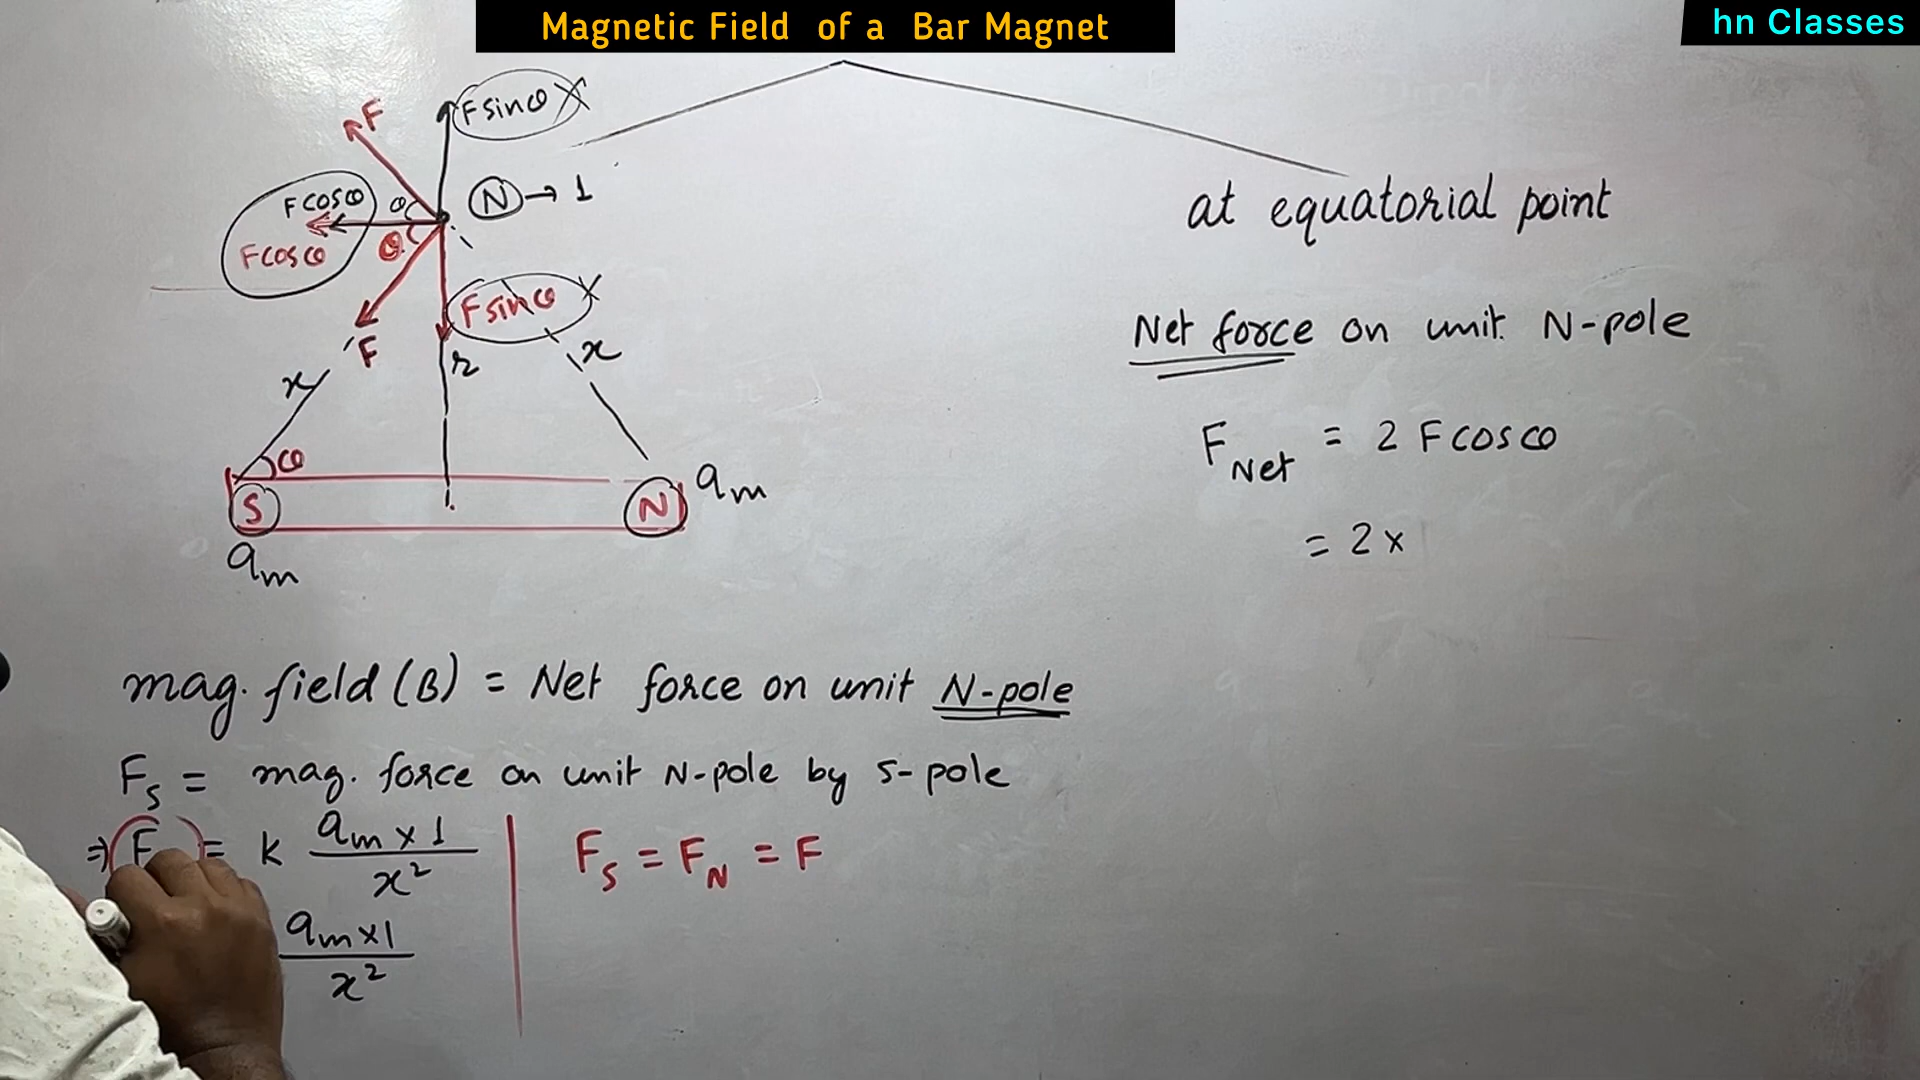 Magnetic Field of a Bar Magnet
hn Classes
F
F sinθ
N → 1
F cosθ
θ
F cosθ
θ
F sinθ
F
r
x
x
θ
S
N
qm
qm
at equatorial point
Net force on unit N-pole
F Net = 2 F cosθ
= 2 ×
mag. field (B) = Net force on unit N-pole
FS = mag. force on unit N-pole by S-pole
⇒ F = k qm × 1 / x²
FS = FN = F
qm × 1 / x²